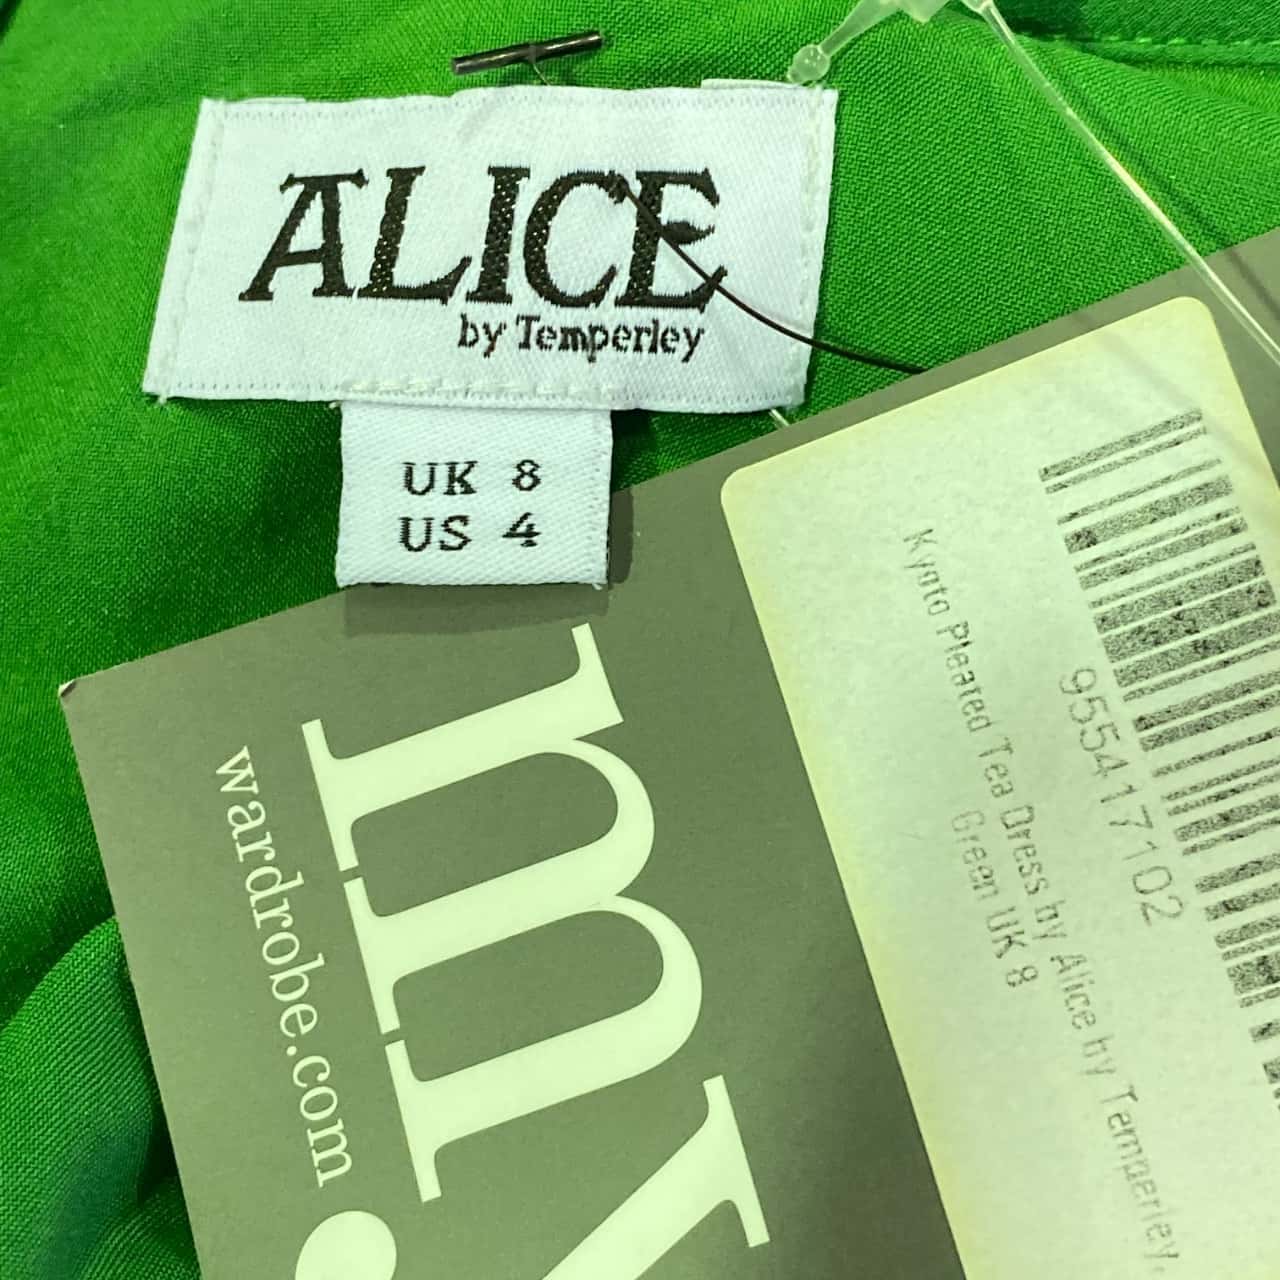 ALICE
by Temperley
UK 8
US 4
my
wardrobe.com
955417102
Kyoto Pleated Tea Dress by Alice by Temperley,
Green UK 8